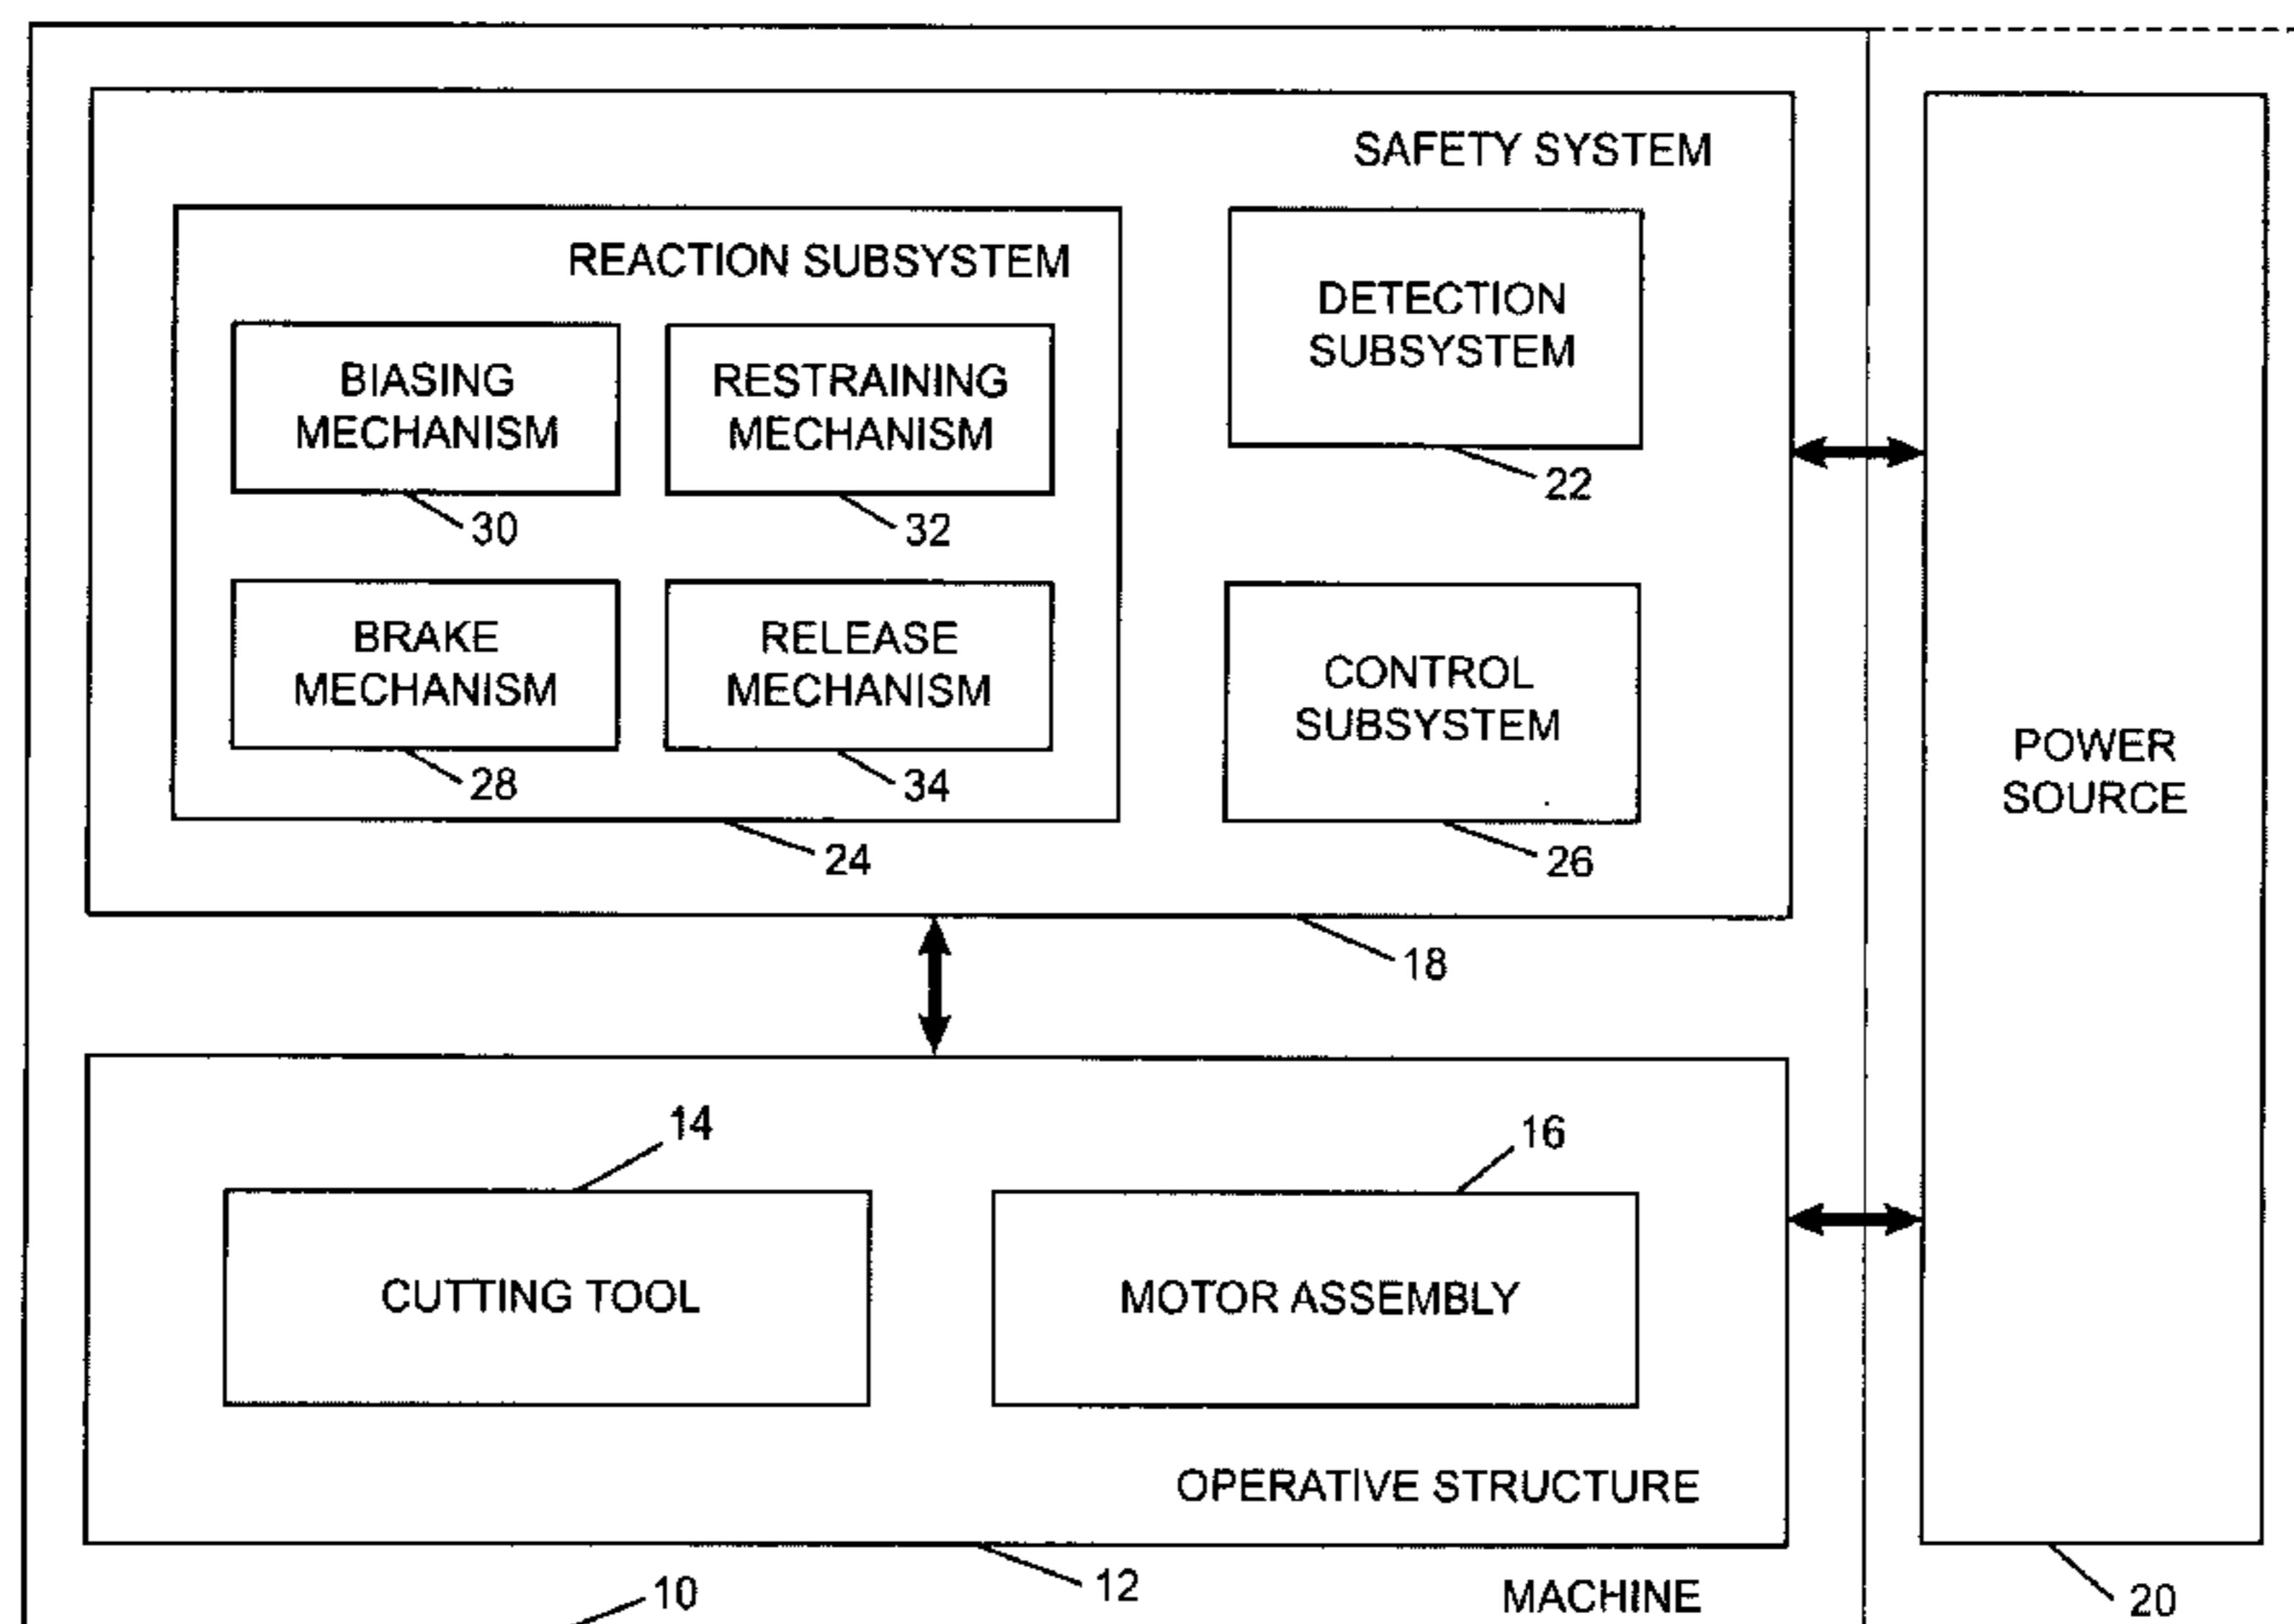 SAFETY SYSTEM
REACTION SUBSYSTEM
BIASING
MECHANISM
30
RESTRAINING
MECHANISM
32
BRAKE
MECHANISM
28
RELEASE
MECHANISM
34
24
DETECTION
SUBSYSTEM
22
CONTROL
SUBSYSTEM
26
18
POWER
SOURCE
14
16
CUTTING TOOL
MOTOR ASSEMBLY
OPERATIVE STRUCTURE
10
12
MACHINE
20